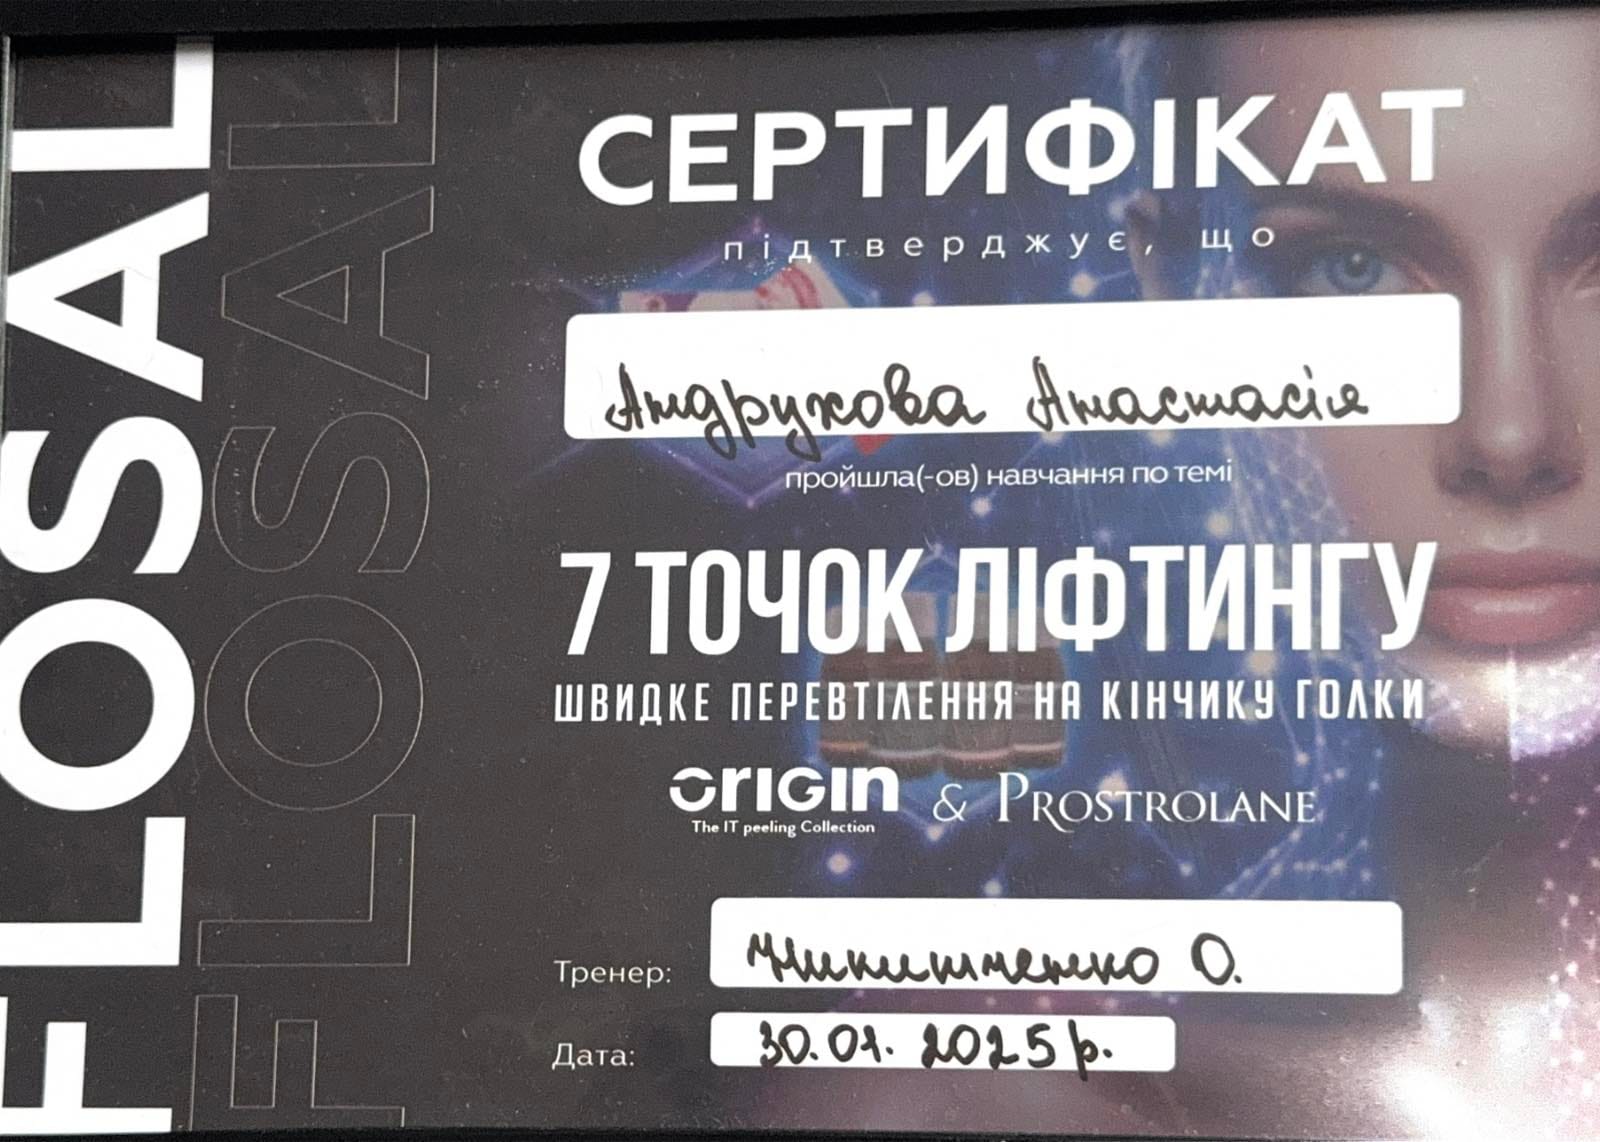 FLOSAL
FLOSAL
СЕРТИФІКАТ
підтверджує, що
Андрухова Анастасія
пройшла(-ов) навчання по темі
7 ТОЧОК ЛІФТИНГУ
ШВИДКЕ ПЕРЕВТІЛЕННЯ НА КІНЧИКУ ГОЛКИ
ORIGIN & PROSTROLANE
The IT peeling Collection
Тренер: Никитченко О.
Дата: 30.01.2025р.